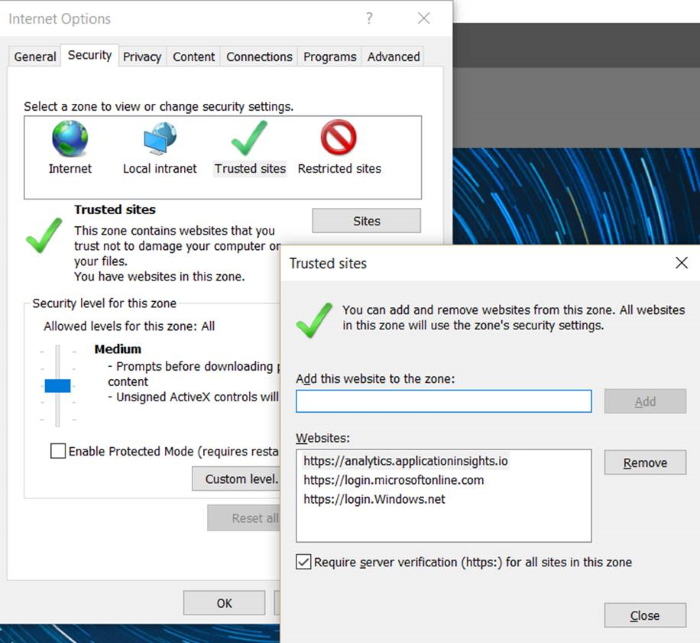 Internet Options
?
General Security Privacy Content Connections Programs Advanced
Select a zone to view or change security settings.
Internet Local intranet Trusted sites Restricted sites
Trusted sites
Sites
This zone contains websites that you
trust not to damage your computer or
your files.
You have websites in this zone.
Security level for this zone
Allowed levels for this zone: All
Medium
- Prompts before downloading
content
- Unsigned ActiveX controls will
Enable Protected Mode (requires resta
Custom level.
Reset all
OK
Trusted sites
You can add and remove websites from this zone. All websites
in this zone will use the zone's security settings.
Add this website to the zone:
Add
Websites:
https://analytics.applicationinsights.io
https://login.microsoftonline.com
https://login.Windows.net
Remove
Require server verification (https:) for all sites in this zone
Close